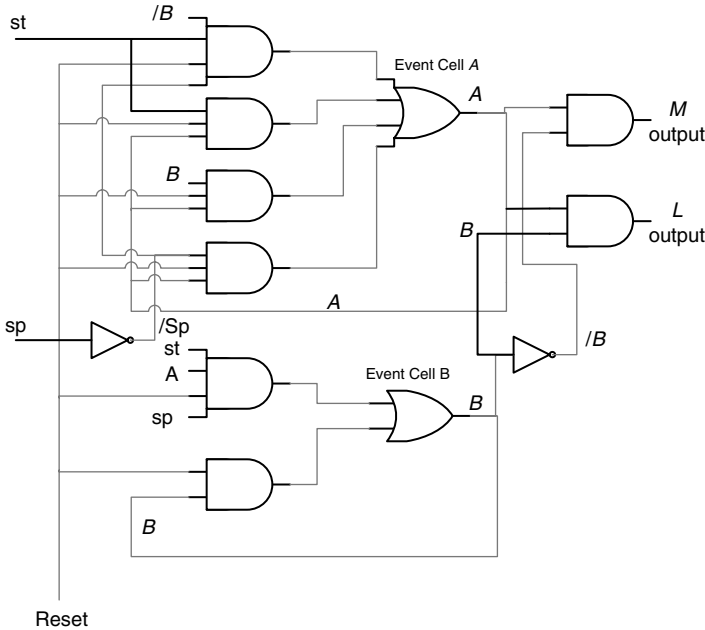 /B
st
Event Cell A
A
M
output
B
B
L
output
A
sp
/Sp
st
A
sp
Event Cell B
B
/B
B
Reset